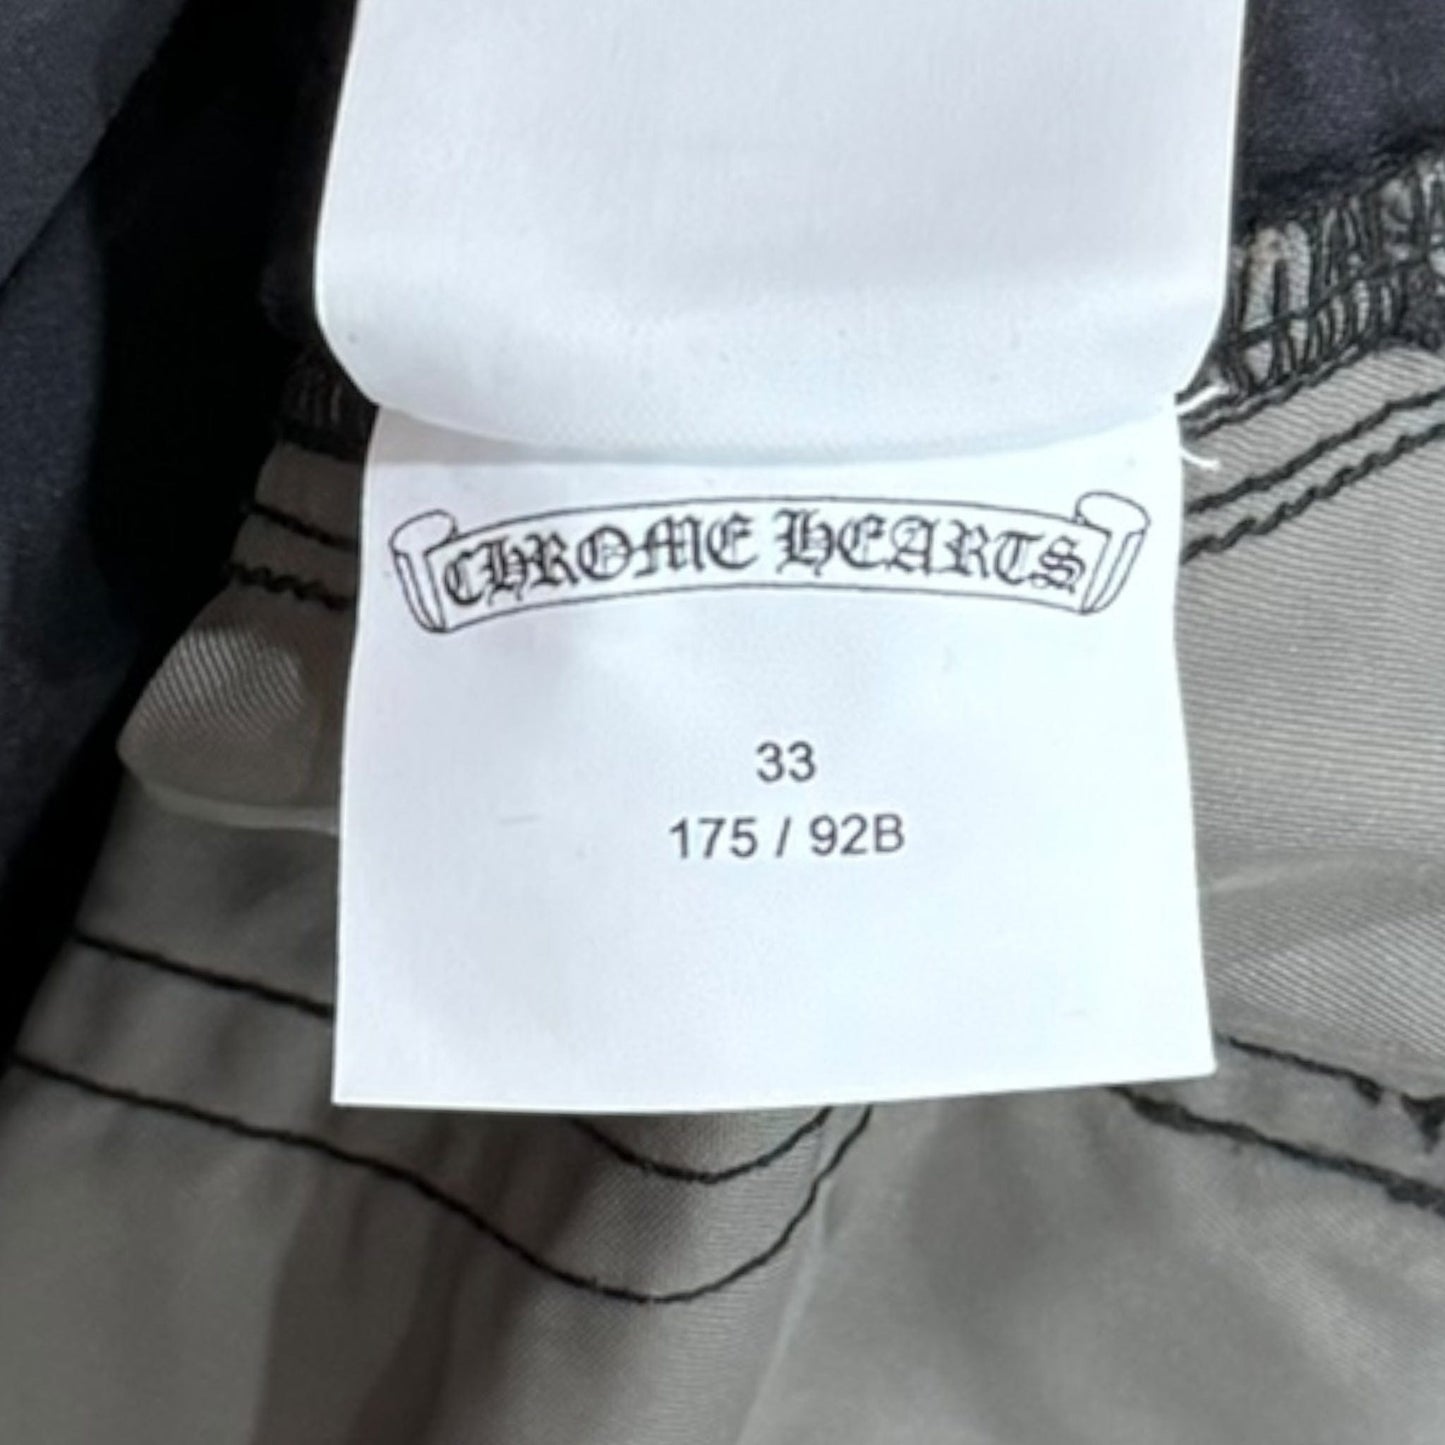 CHROME HEARTS
33
175 / 92B